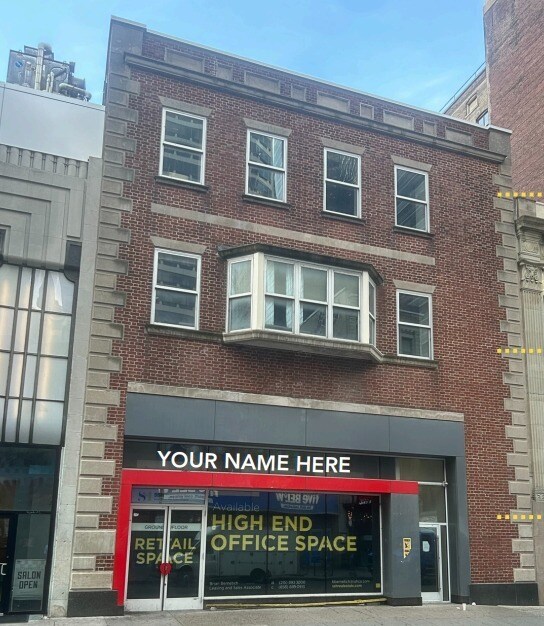 YOUR NAME HERE
Available
HIGH END
OFFICE SPACE
GROUND FLOOR
RETAIL
SPACE
SALON
OPEN